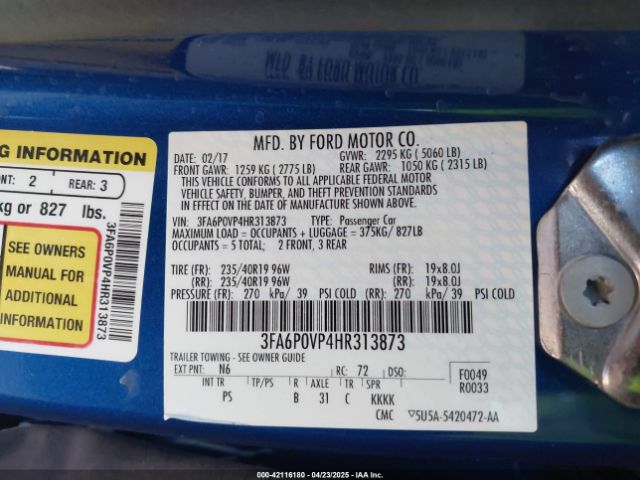 MFD. BY FORD MOTOR CO.
DATE: 02/17 GVWR: 2295 KG ( 5060 LB)
FRONT GAWR: 1259 KG ( 2775 LB) REAR GAWR: 1050 KG ( 2315 LB)
THIS VEHICLE CONFORMS TO ALL APPLICABLE FEDERAL MOTOR
VEHICLE SAFETY, BUMPER, AND THEFT PREVENTION STANDARDS
IN EFFECT ON THE DATE OF MANUFACTURE SHOWN ABOVE.
VIN: 3FA6P0VP4HR313873 TYPE: Passenger Car
MAXIMUM LOAD = OCCUPANTS + LUGGAGE = 375KG/ 827LB
OCCUPANTS = 5 TOTAL; 2 FRONT, 3 REAR
TIRE (FR): 235/40R19 96W RIMS (FR): 19x8.0J
(RR): 235/40R19 96W (RR): 19x8.0J
PRESSURE (FR): 270 kPa/ 39 PSI COLD (RR): 270 kPa/ 39 PSI COLD
3FA6P0VP4HR313873
TRAILER TOWING - SEE OWNER GUIDE
EXT PNT: N6 RC: 72 DSO:
F0049
R0033
INT TR TP/PS R AXLE TR SPR
PS B 31 C KKKK
CMC 5U5A-5420472-AA
G INFORMATION
NT: 2 REAR: 3
kg or 827 lbs.
SEE OWNERS
MANUAL FOR
ADDITIONAL
INFORMATION
3FA6P0VP4HR313873
000-42116180 - 04/23/2025 - IAAI, Inc.